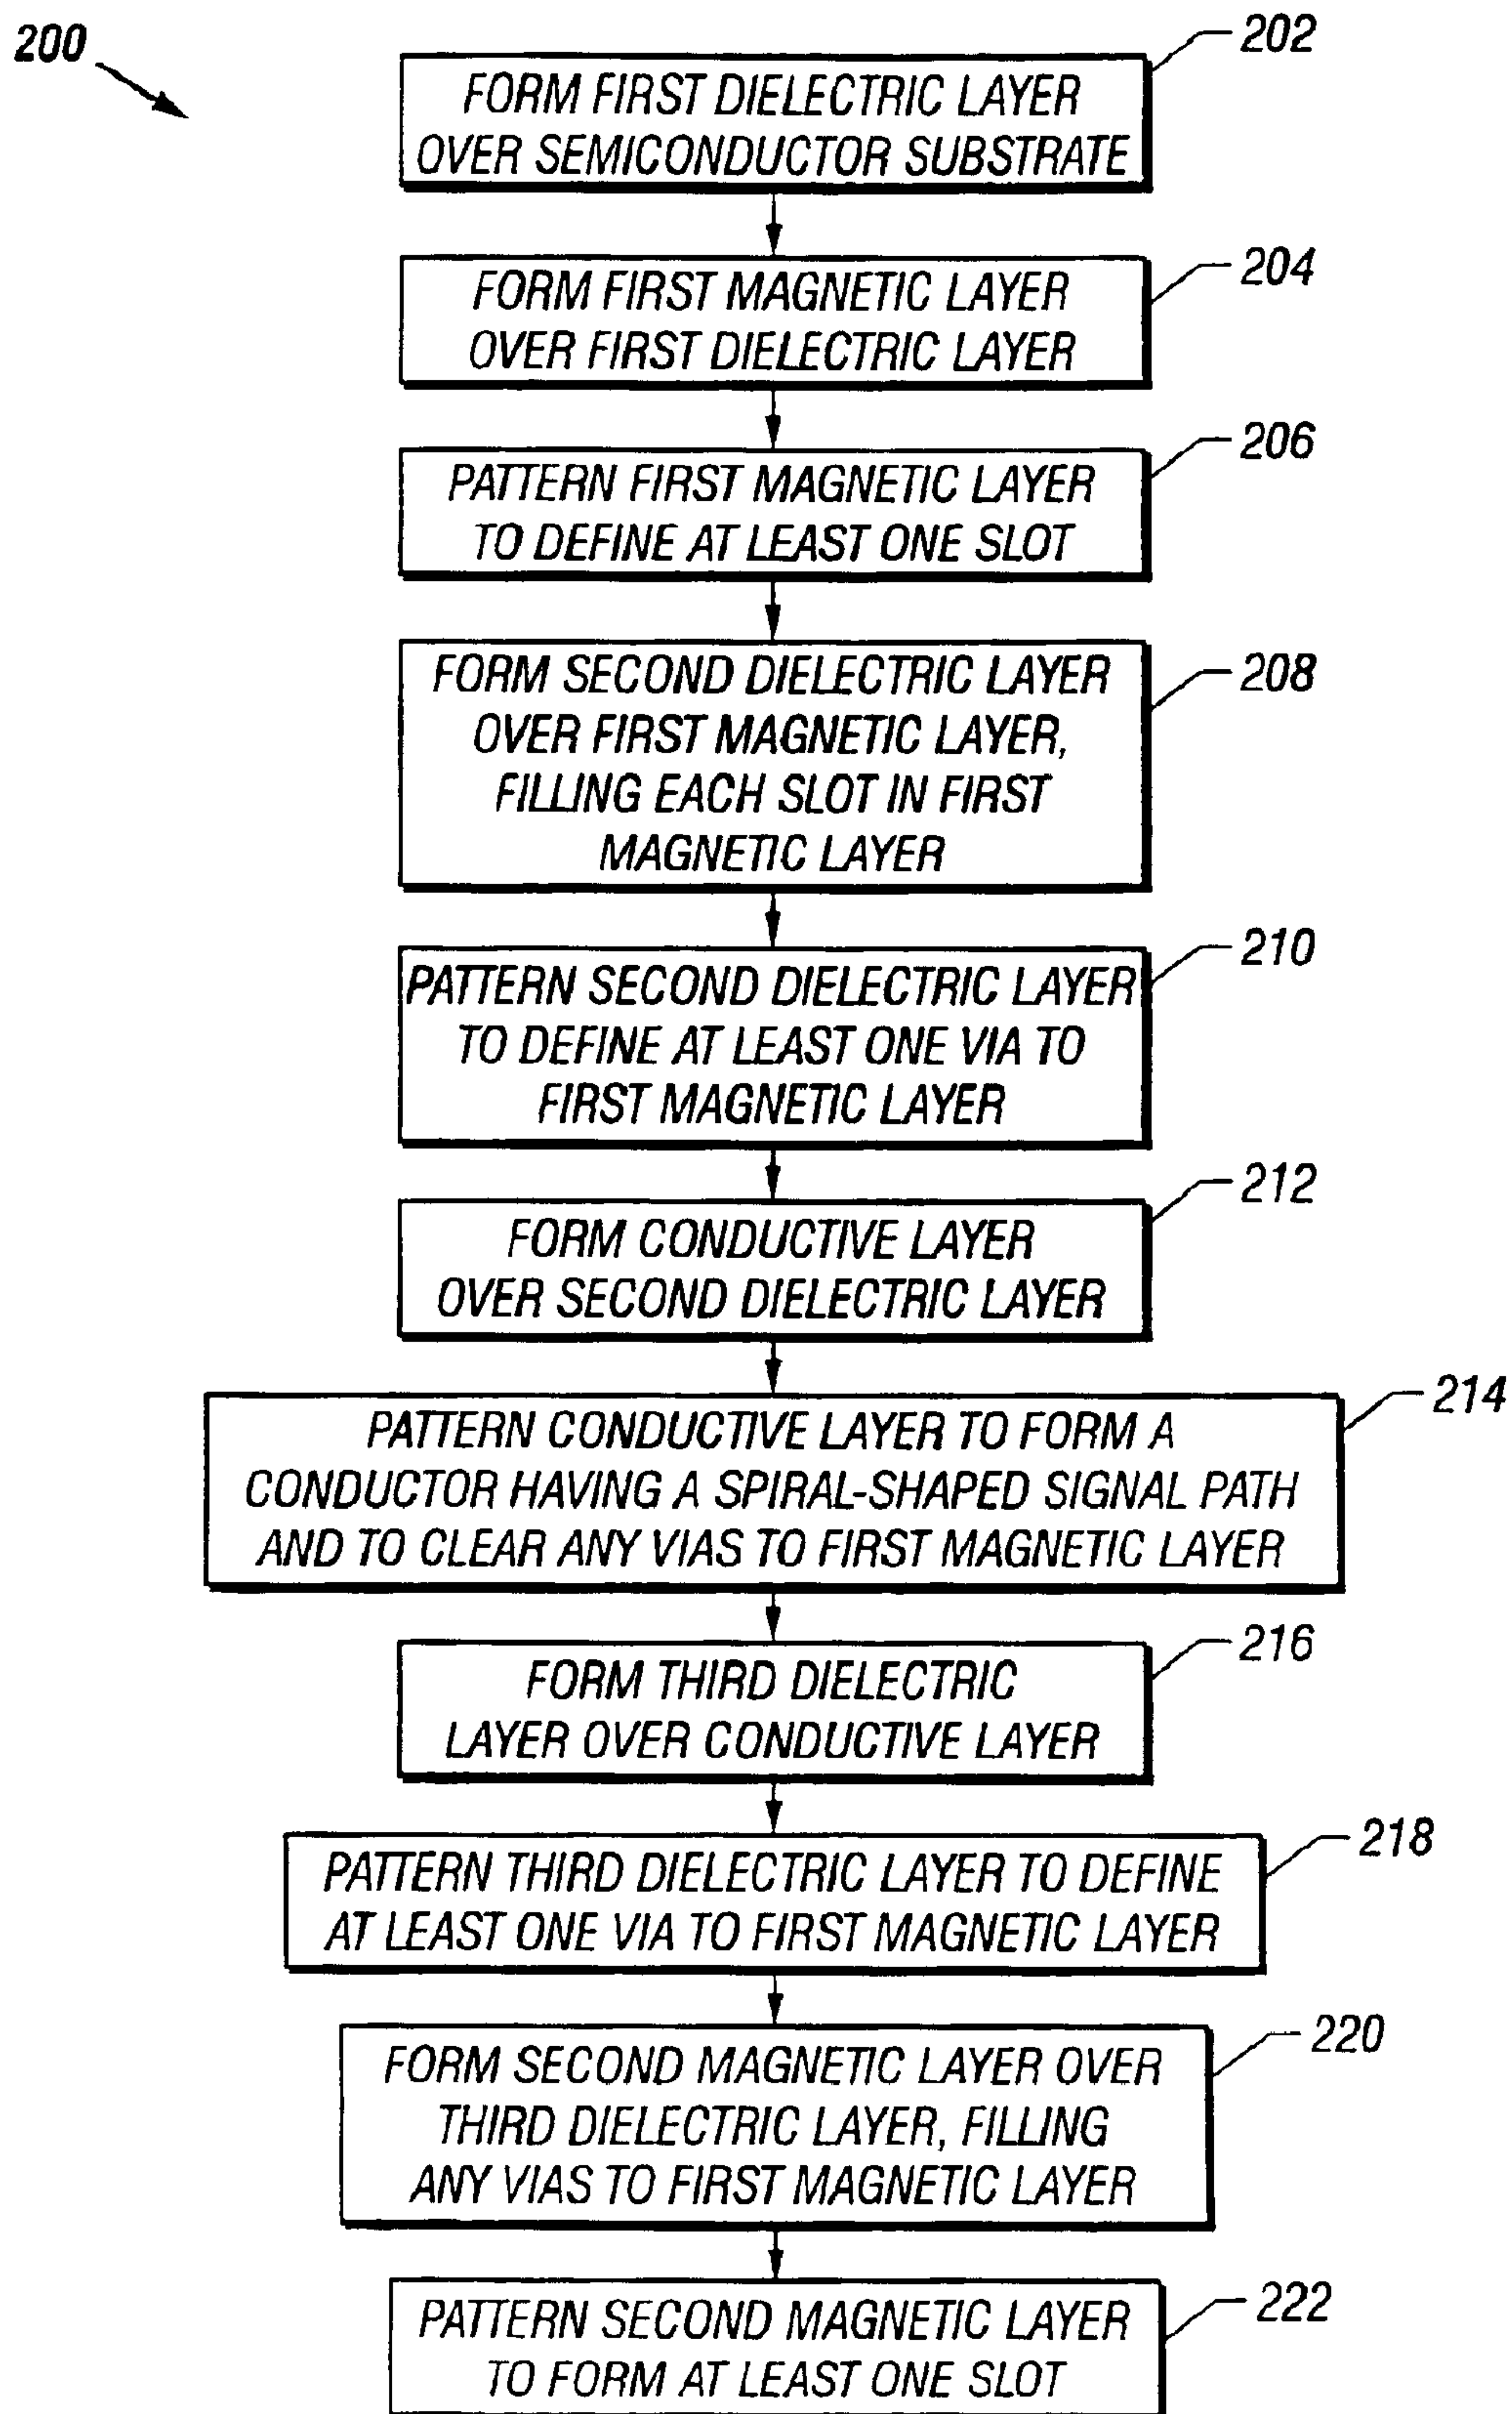 200
202
FORM FIRST DIELECTRIC LAYER
OVER SEMICONDUCTOR SUBSTRATE
204
FORM FIRST MAGNETIC LAYER
OVER FIRST DIELECTRIC LAYER
206
PATTERN FIRST MAGNETIC LAYER
TO DEFINE AT LEAST ONE SLOT
208
FORM SECOND DIELECTRIC LAYER
OVER FIRST MAGNETIC LAYER,
FILLING EACH SLOT IN FIRST
MAGNETIC LAYER
210
PATTERN SECOND DIELECTRIC LAYER
TO DEFINE AT LEAST ONE VIA TO
FIRST MAGNETIC LAYER
212
FORM CONDUCTIVE LAYER
OVER SECOND DIELECTRIC LAYER
214
PATTERN CONDUCTIVE LAYER TO FORM A
CONDUCTOR HAVING A SPIRAL-SHAPED SIGNAL PATH
AND TO CLEAR ANY VIAS TO FIRST MAGNETIC LAYER
216
FORM THIRD DIELECTRIC
LAYER OVER CONDUCTIVE LAYER
218
PATTERN THIRD DIELECTRIC LAYER TO DEFINE
AT LEAST ONE VIA TO FIRST MAGNETIC LAYER
220
FORM SECOND MAGNETIC LAYER OVER
THIRD DIELECTRIC LAYER, FILLING
ANY VIAS TO FIRST MAGNETIC LAYER
222
PATTERN SECOND MAGNETIC LAYER
TO FORM AT LEAST ONE SLOT